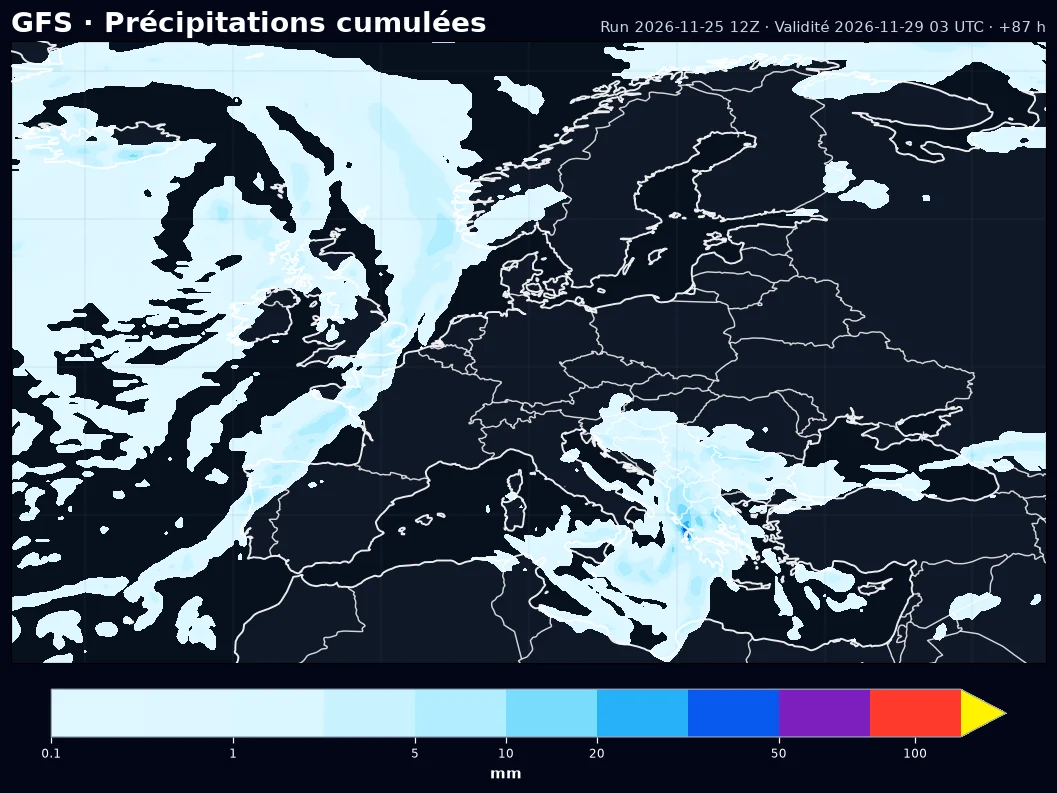 GFS · Précipitations cumulées
Run 2026-11-25 12Z · Validité 2026-11-29 03 UTC · +87 h
0.1 1 5 10 20 50 100
mm